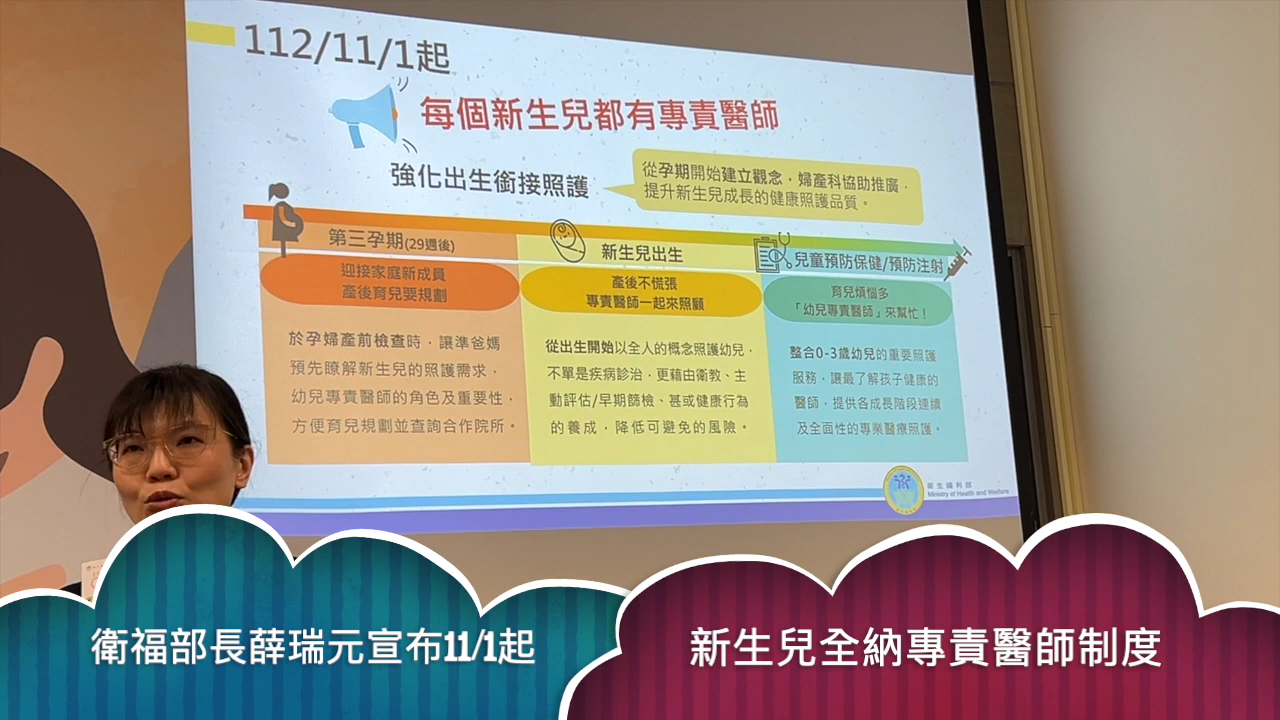 112/11/1起
每個新生兒都有專責醫師
強化出生銜接照護
從孕期開始建立觀念，婦產科協助推廣，
提升新生兒成長的健康照護品質。
第三孕期(29週後)
迎接家庭新成員
產後育兒要規劃
於孕婦產前檢查時，讓準爸媽
預先瞭解新生兒的照護需求，
幼兒專責醫師的角色及重要性，
方便育兒規劃並查詢合作院所。
新生兒出生
產後不慌張
專責醫師一起來照顧
從出生開始以全人的概念照護幼兒，
不單是疾病診治，更藉由衛教、主
動評估/早期篩檢、甚或健康行為
的養成，降低可避免的風險。
兒童預防保健/預防注射
育兒煩惱多
「幼兒專責醫師」來幫忙！
整合0-3歲幼兒的重要照護
服務，讓最了解孩子健康的
醫師，提供各成長階段連續
及全面性的專業醫療照護。
衛生福利部
Ministry of Health and Welfare
衛福部長薛瑞元宣布11/1起
新生兒全納專責醫師制度